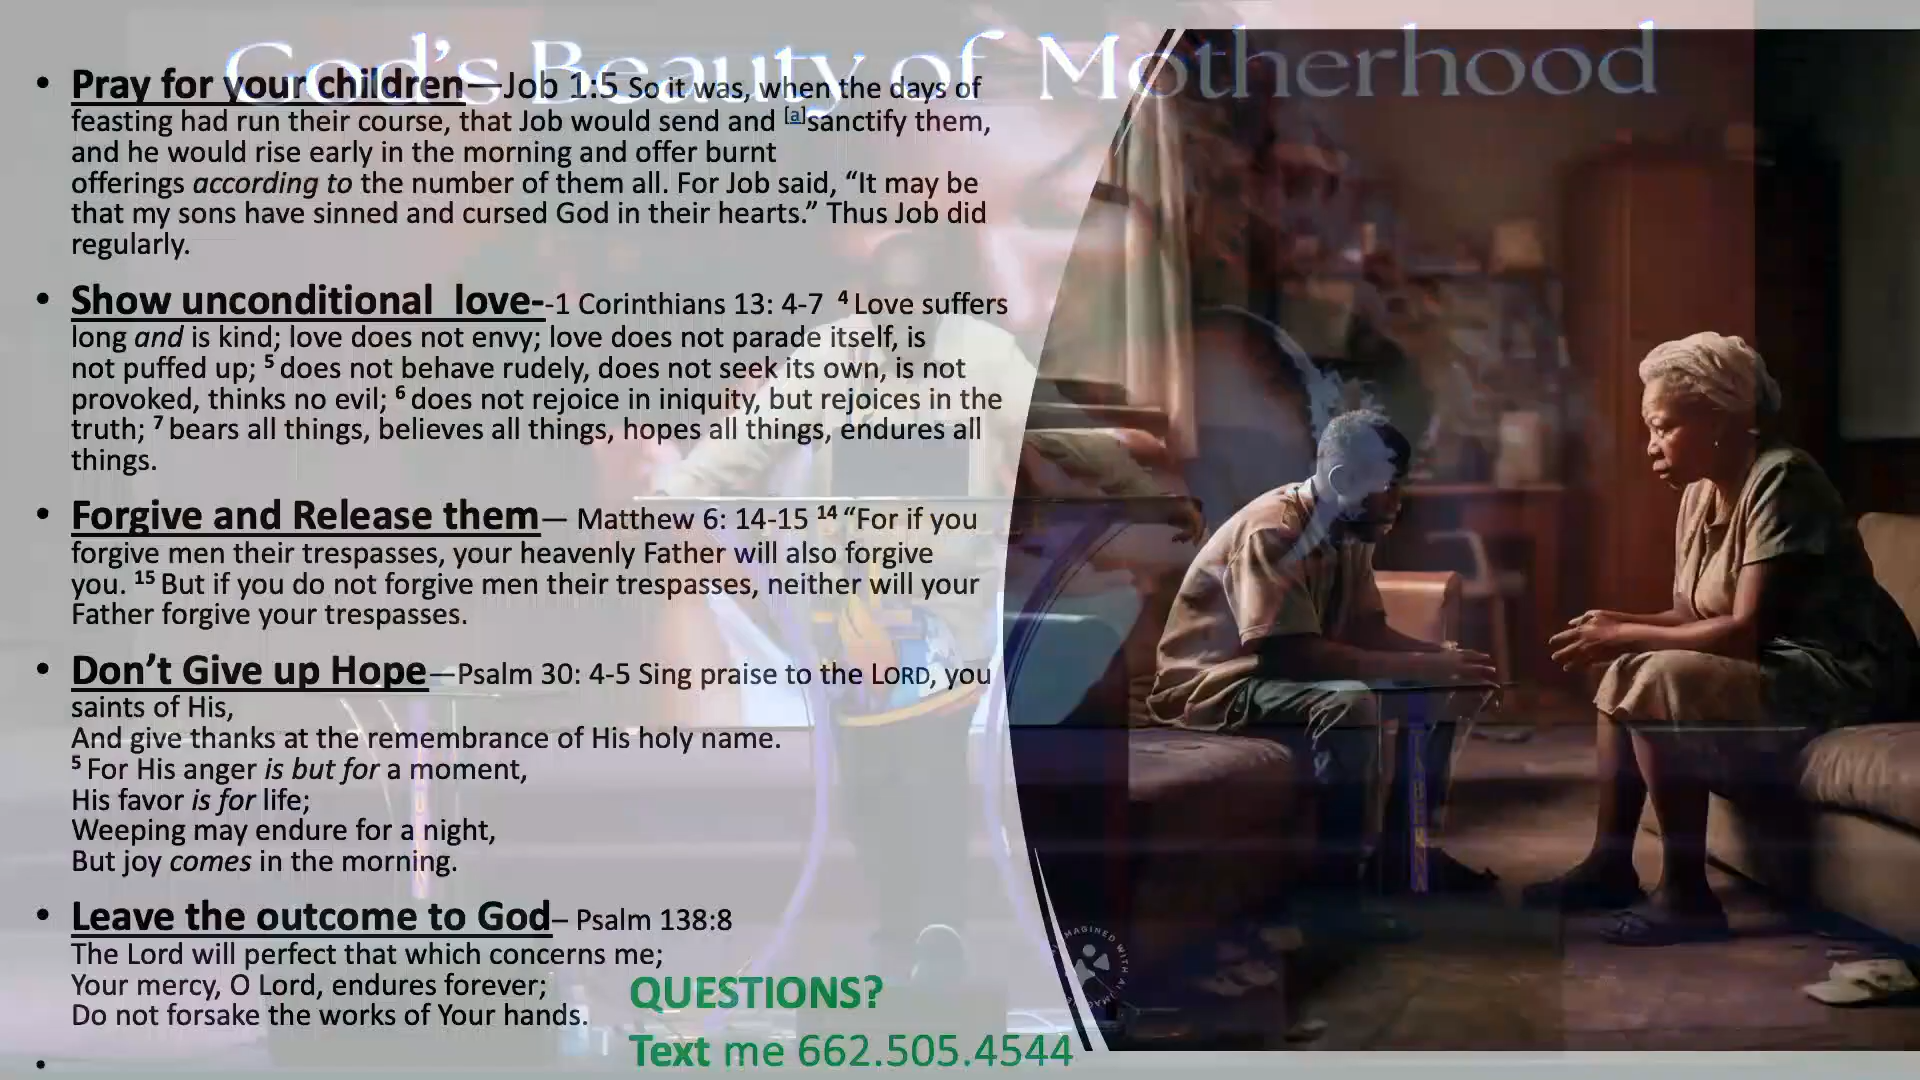 God's Beauty of Motherhood
• Pray for your children—Job 1:5 So it was, when the days of
feasting had run their course, that Job would send and [a]sanctify them,
and he would rise early in the morning and offer burnt
offerings according to the number of them all. For Job said, “It may be
that my sons have sinned and cursed God in their hearts.” Thus Job did
regularly.
• Show unconditional  love--1 Corinthians 13: 4-7  4 Love suffers
long and is kind; love does not envy; love does not parade itself, is
not puffed up; 5 does not behave rudely, does not seek its own, is not
provoked, thinks no evil; 6 does not rejoice in iniquity, but rejoices in the
truth; 7 bears all things, believes all things, hopes all things, endures all
things.
• Forgive and Release them— Matthew 6: 14-15 14 “For if you
forgive men their trespasses, your heavenly Father will also forgive
you. 15 But if you do not forgive men their trespasses, neither will your
Father forgive your trespasses.
• Don’t Give up Hope—Psalm 30: 4-5 Sing praise to the LORD, you
saints of His,
And give thanks at the remembrance of His holy name.
5 For His anger is but for a moment,
His favor is for life;
Weeping may endure for a night,
But joy comes in the morning.
• Leave the outcome to God– Psalm 138:8
The Lord will perfect that which concerns me;
Your mercy, O Lord, endures forever;
Do not forsake the works of Your hands.
•
QUESTIONS?
Text me 662.505.4544
IMAGINED WITH AI